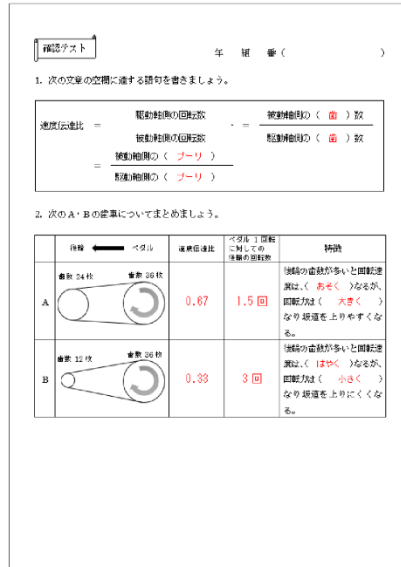 確認テスト
年 組 番( )
1. 次の文章の空欄に適する語句を書きましょう。
速度伝達比 = 駆動軸側の回転数 / 被動軸側の回転数 = 被動軸側の( 歯 )数 / 駆動軸側の( 歯 )数
= 被動軸側の( プーリ ) / 駆動軸側の( プーリ )
2. 次のA・Bの歯車についてまとめましょう。
後輪 ← ペダル
速度伝達比
ペダル1回転
に対しての
後輪の回転数
特徴
A
歯数24枚 歯数36枚
0.67
1.5回
後輪の歯数が多いと回転速
度は、( おそく )なるが、
回転力は( 大きく )
なり坂道を上りやすくな
る。
B
歯数12枚 歯数36枚
0.33
3回
後輪の歯数が多いと回転速
度は、( はやく )なるが、
回転力は( 小さく )
なり坂道を上りにくくな
る。